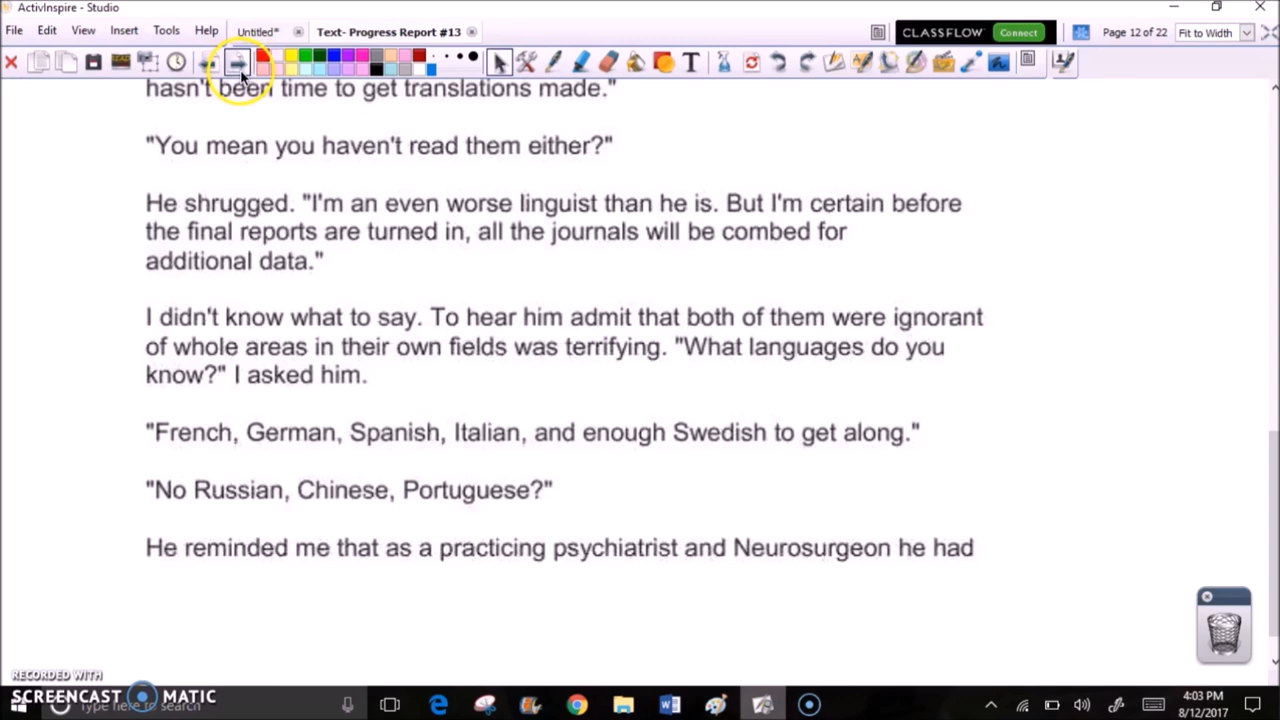 ActivInspire - Studio
File Edit View Insert Tools Help Untitled* Text- Progress Report #13 CLASSFLOW Connect Page 12 of 22 Fit to Width
hasn't been time to get translations made."
"You mean you haven't read them either?"
He shrugged. "I'm an even worse linguist than he is. But I'm certain before
the final reports are turned in, all the journals will be combed for
additional data."
I didn't know what to say. To hear him admit that both of them were ignorant
of whole areas in their own fields was terrifying. "What languages do you
know?" I asked him.
"French, German, Spanish, Italian, and enough Swedish to get along."
"No Russian, Chinese, Portuguese?"
He reminded me that as a practicing psychiatrist and Neurosurgeon he had
RECORDED WITH
SCREENCAST MATIC
Type here to search
4:03 PM
8/12/2017